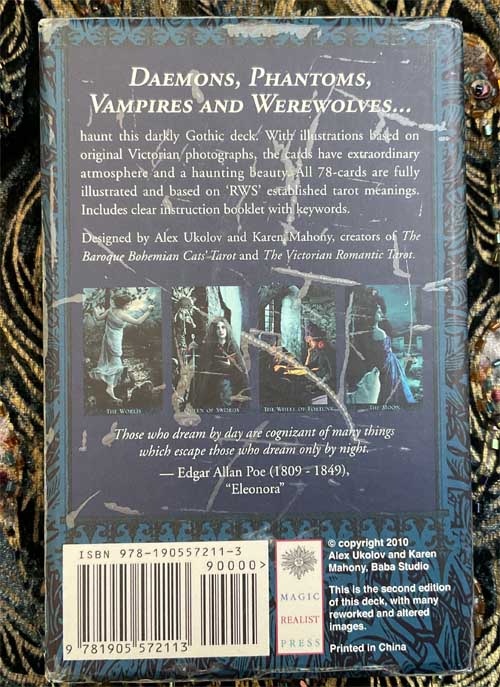 DAEMONS, PHANTOMS,
VAMPIRES AND WEREWOLVES...
haunt this darkly Gothic deck. With illustrations based on
original Victorian photographs, the cards have extraordinary
atmosphere and a haunting beauty. All 78-cards are fully
illustrated and based on ‘RWS’ established tarot meanings.
Includes clear instruction booklet with keywords.
Designed by Alex Ukolov and Karen Mahony, creators of The
Baroque Bohemian Cats' Tarot and The Victorian Romantic Tarot.
THE WORLD QUEEN OF SWORDS THE WHEEL OF FORTUNE THE MOON
Those who dream by day are cognizant of many things
which escape those who dream only by night.
— Edgar Allan Poe (1809 - 1849),
“Eleonora”
ISBN 978-190557211-3
90000>
9 781905 572113
MAGIC
REALIST
PRESS
© copyright 2010
Alex Ukolov and Karen
Mahony, Baba Studio
This is the second edition
of this deck, with many
reworked and altered
images.
Printed in China